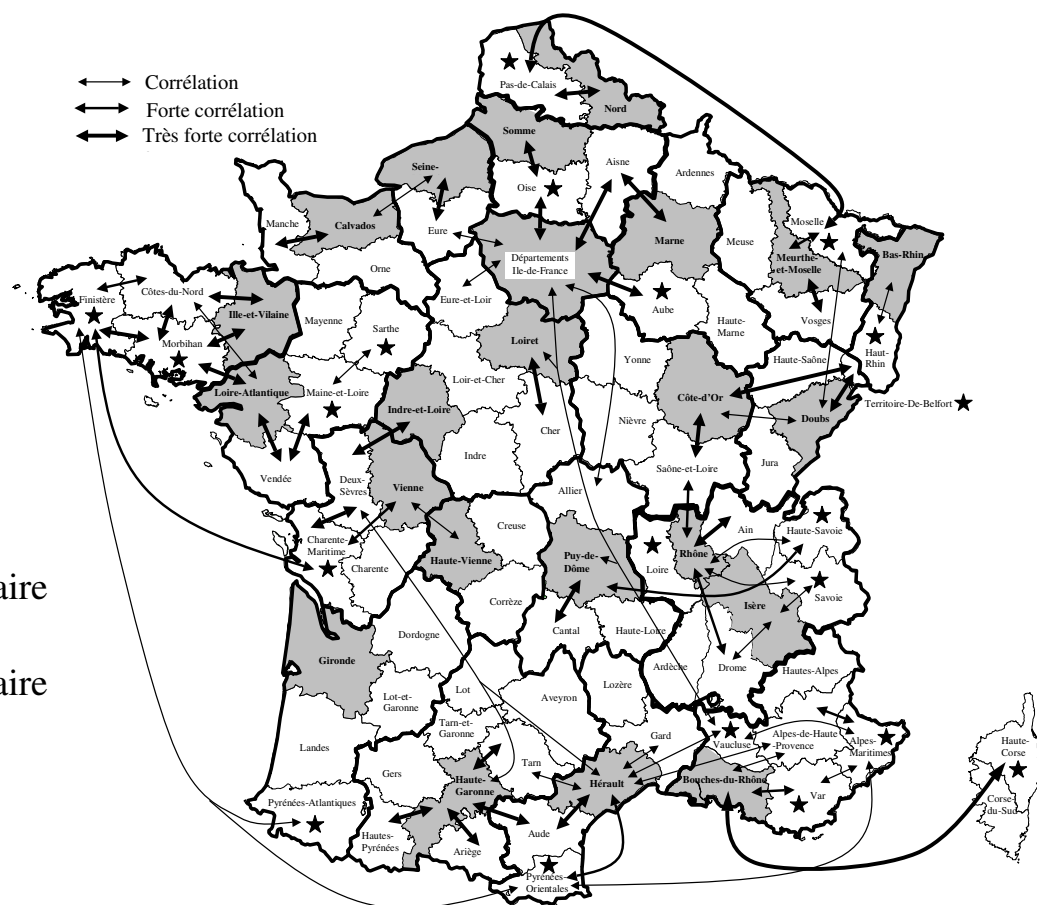 Corrélation
Forte corrélation
Très forte corrélation
Pas-de-Calais
Nord
Somme
Aisne
Ardennes
Seine-
Oise
Manche
Calvados
Eure
Marne
Meuse
Moselle
Meurthe-
et-Moselle
Bas-Rhin
Départements
Ile-de-France
Orne
Finistère
Côtes-du-Nord
Ille-et-Vilaine
Mayenne
Sarthe
Eure-et-Loir
Aube
Haute-
Marne
Vosges
Haut-
Rhin
Morbihan
Loiret
Yonne
Haute-Saône
Loire-Atlantique
Maine-et-Loire
Indre-et-Loire
Loir-et-Cher
Côte-d’Or
Doubs
Territoire-De-Belfort
Cher
Nièvre
Indre
Jura
Vendée
Deux-
Sèvres
Vienne
Saône-et-Loire
Allier
Charente-
Maritime
Charente
Haute-Vienne
Creuse
Puy-de-
Dôme
Loire
Rhône
Ain
Haute-Savoie
aire
Corrèze
Isère
Savoie
Dordogne
Cantal
Haute-Loire
Gironde
Ardèche
Drome
Hautes-Alpes
aire
Lot-et-
Garonne
Lot
Aveyron
Lozère
Landes
Tarn-et-
Garonne
Gard
Vaucluse
Alpes-de-Haute
-Provence
Alpes-
Maritimes
Haute-
Corse
Gers
Haute-
Garonne
Tarn
Hérault
Bouches-du-Rhône
Var
Corse-
du-Sud
Pyrénées-Atlantiques
Hautes-
Pyrénées
Ariège
Aude
Pyrénées-
Orientales